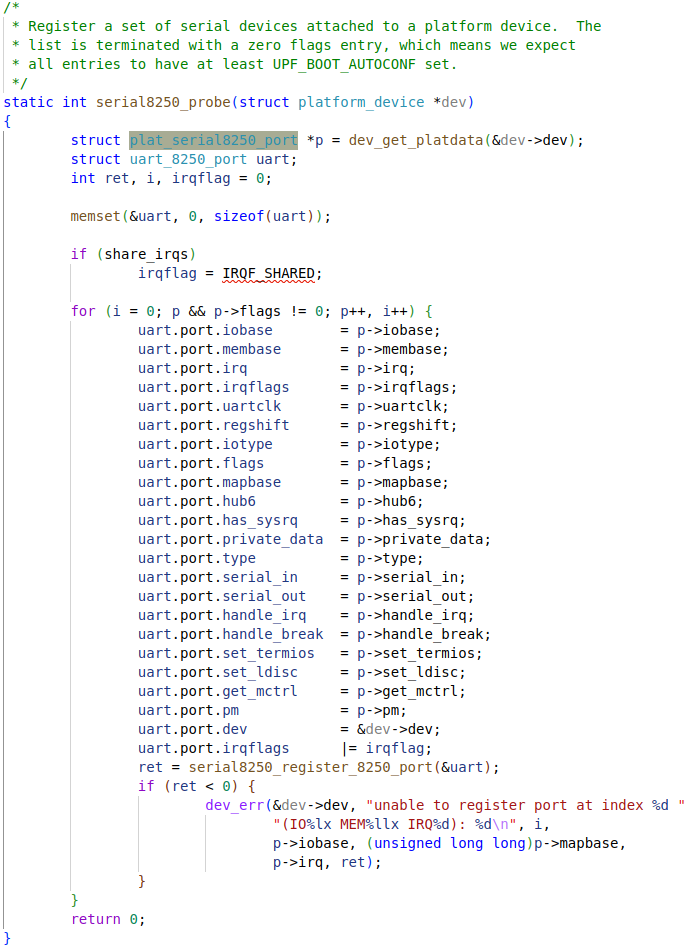 /*
 * Register a set of serial devices attached to a platform device.  The
 * list is terminated with a zero flags entry, which means we expect
 * all entries to have at least UPF_BOOT_AUTOCONF set.
 */
static int serial8250_probe(struct platform_device *dev)
{
        struct plat_serial8250_port *p = dev_get_platdata(&dev->dev);
        struct uart_8250_port uart;
        int ret, i, irqflag = 0;

        memset(&uart, 0, sizeof(uart));

        if (share_irqs)
                irqflag = IRQF_SHARED;

        for (i = 0; p && p->flags != 0; p++, i++) {
                uart.port.iobase        = p->iobase;
                uart.port.membase       = p->membase;
                uart.port.irq           = p->irq;
                uart.port.irqflags      = p->irqflags;
                uart.port.uartclk       = p->uartclk;
                uart.port.regshift      = p->regshift;
                uart.port.iotype        = p->iotype;
                uart.port.flags         = p->flags;
                uart.port.mapbase       = p->mapbase;
                uart.port.hub6          = p->hub6;
                uart.port.has_sysrq     = p->has_sysrq;
                uart.port.private_data  = p->private_data;
                uart.port.type          = p->type;
                uart.port.serial_in     = p->serial_in;
                uart.port.serial_out    = p->serial_out;
                uart.port.handle_irq    = p->handle_irq;
                uart.port.handle_break  = p->handle_break;
                uart.port.set_termios   = p->set_termios;
                uart.port.set_ldisc     = p->set_ldisc;
                uart.port.get_mctrl     = p->get_mctrl;
                uart.port.pm            = p->pm;
                uart.port.dev           = &dev->dev;
                uart.port.irqflags      |= irqflag;
                ret = serial8250_register_8250_port(&uart);
                if (ret < 0) {
                        dev_err(&dev->dev, "unable to register port at index %d "
                                "(IO%lx MEM%llx IRQ%d): %d\n", i,
                                p->iobase, (unsigned long long)p->mapbase,
                                p->irq, ret);
                }
        }
        return 0;
}